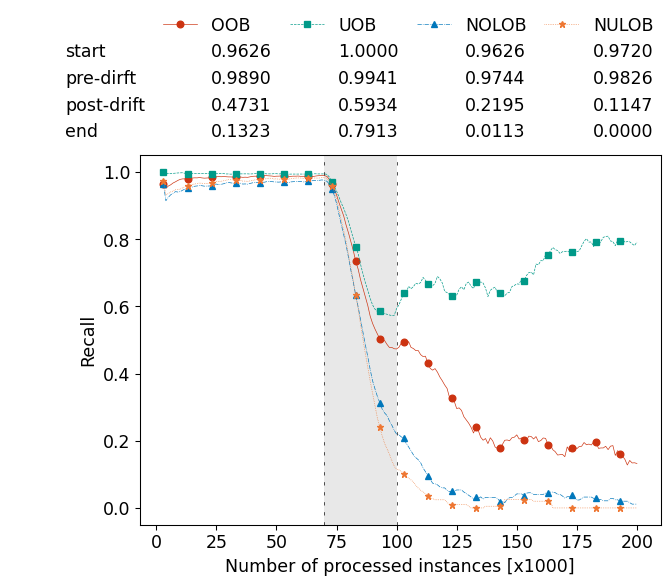 OOB UOB NOLOB NULOB
start 0.9626 1.0000 0.9626 0.9720
pre-dirft 0.9890 0.9941 0.9744 0.9826
post-drift 0.4731 0.5934 0.2195 0.1147
end 0.1323 0.7913 0.0113 0.0000
1.0
0.8
0.6
0.4
0.2
0.0
Recall
0 25 50 75 100 125 150 175 200
Number of processed instances [x1000]